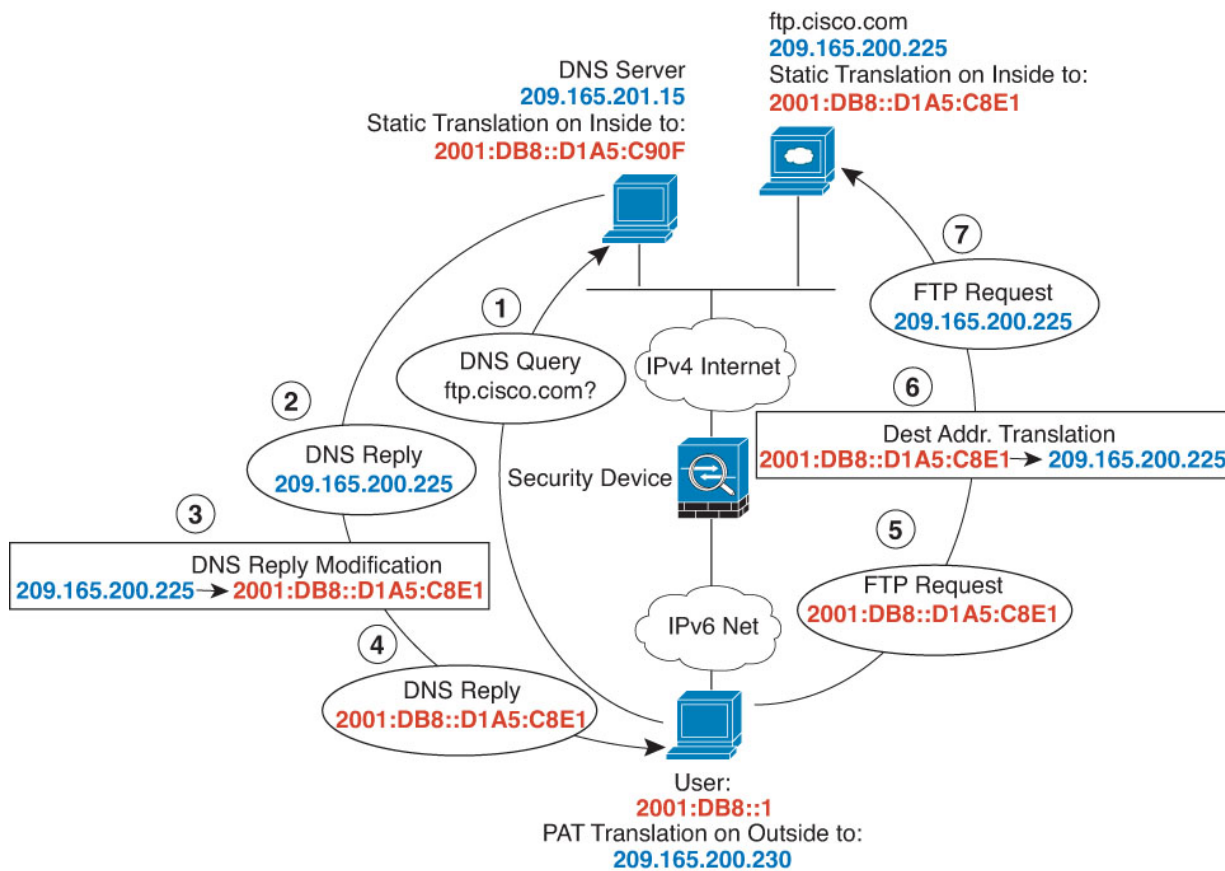 ftp.cisco.com
209.165.200.225
Static Translation on Inside to:
2001:DB8::D1A5:C8E1
DNS Server
209.165.201.15
Static Translation on Inside to:
2001:DB8::D1A5:C90F
1
DNS Query
ftp.cisco.com?
2
DNS Reply
209.165.200.225
3
DNS Reply Modification
209.165.200.225 → 2001:DB8::D1A5:C8E1
4
DNS Reply
2001:DB8::D1A5:C8E1
IPv4 Internet
Security Device
IPv6 Net
7
FTP Request
209.165.200.225
6
Dest Addr. Translation
2001:DB8::D1A5:C8E1 → 209.165.200.225
5
FTP Request
2001:DB8::D1A5:C8E1
User:
2001:DB8::1
PAT Translation on Outside to:
209.165.200.230